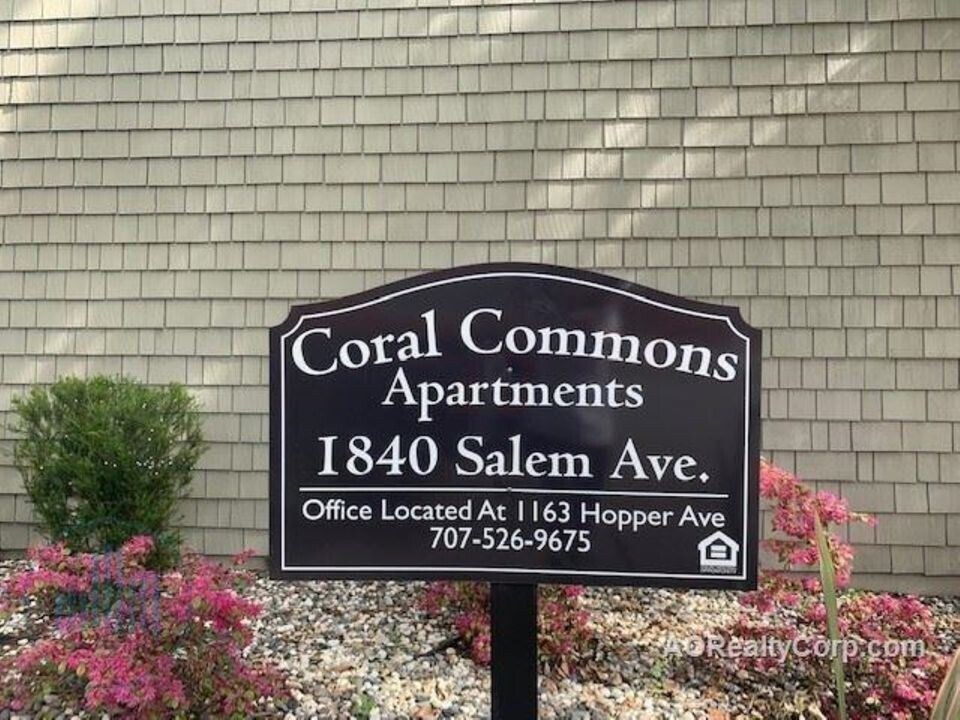 Coral Commons
Apartments
1840 Salem Ave.
Office Located At 1163 Hopper Ave
707-526-9675
AORealtyCorp.com